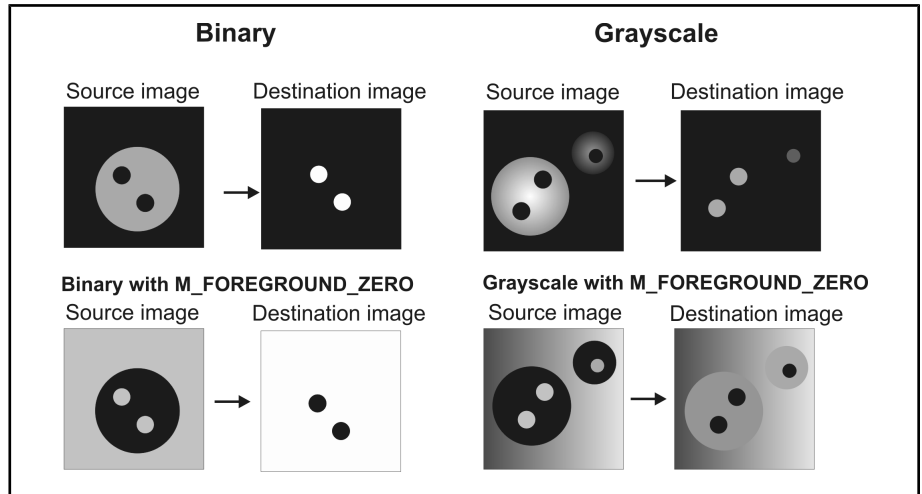 Binary
Grayscale
Source image
Destination image
Source image
Destination image
Binary with M_FOREGROUND_ZERO
Grayscale with M_FOREGROUND_ZERO
Source image
Destination image
Source image
Destination image